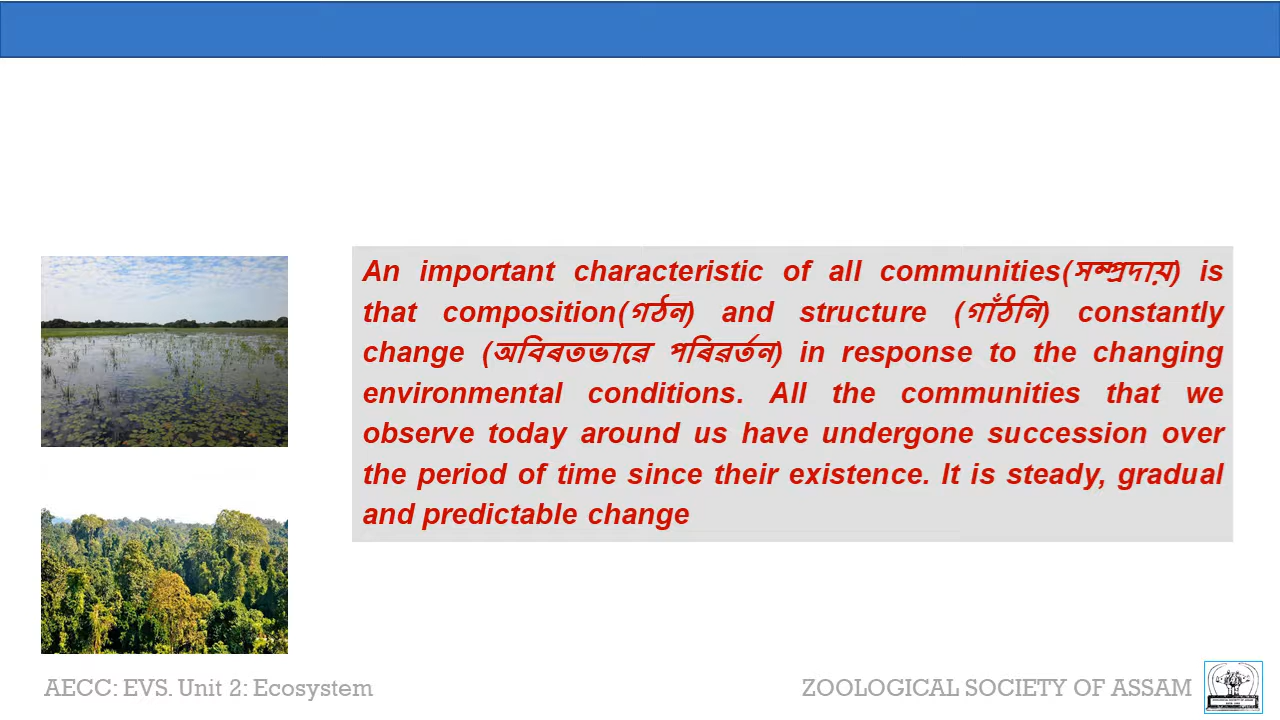 An important characteristic of all communities(সম্প্ৰদায়) is
that composition(গঠন) and structure (গাঁঠনি) constantly
change (অবিৰতভাৱে পৰিৱৰ্তন) in response to the changing
environmental conditions. All the communities that we
observe today around us have undergone succession over
the period of time since their existence. It is steady, gradual
and predictable change
AECC: EVS. Unit 2: Ecosystem
ZOOLOGICAL SOCIETY OF ASSAM